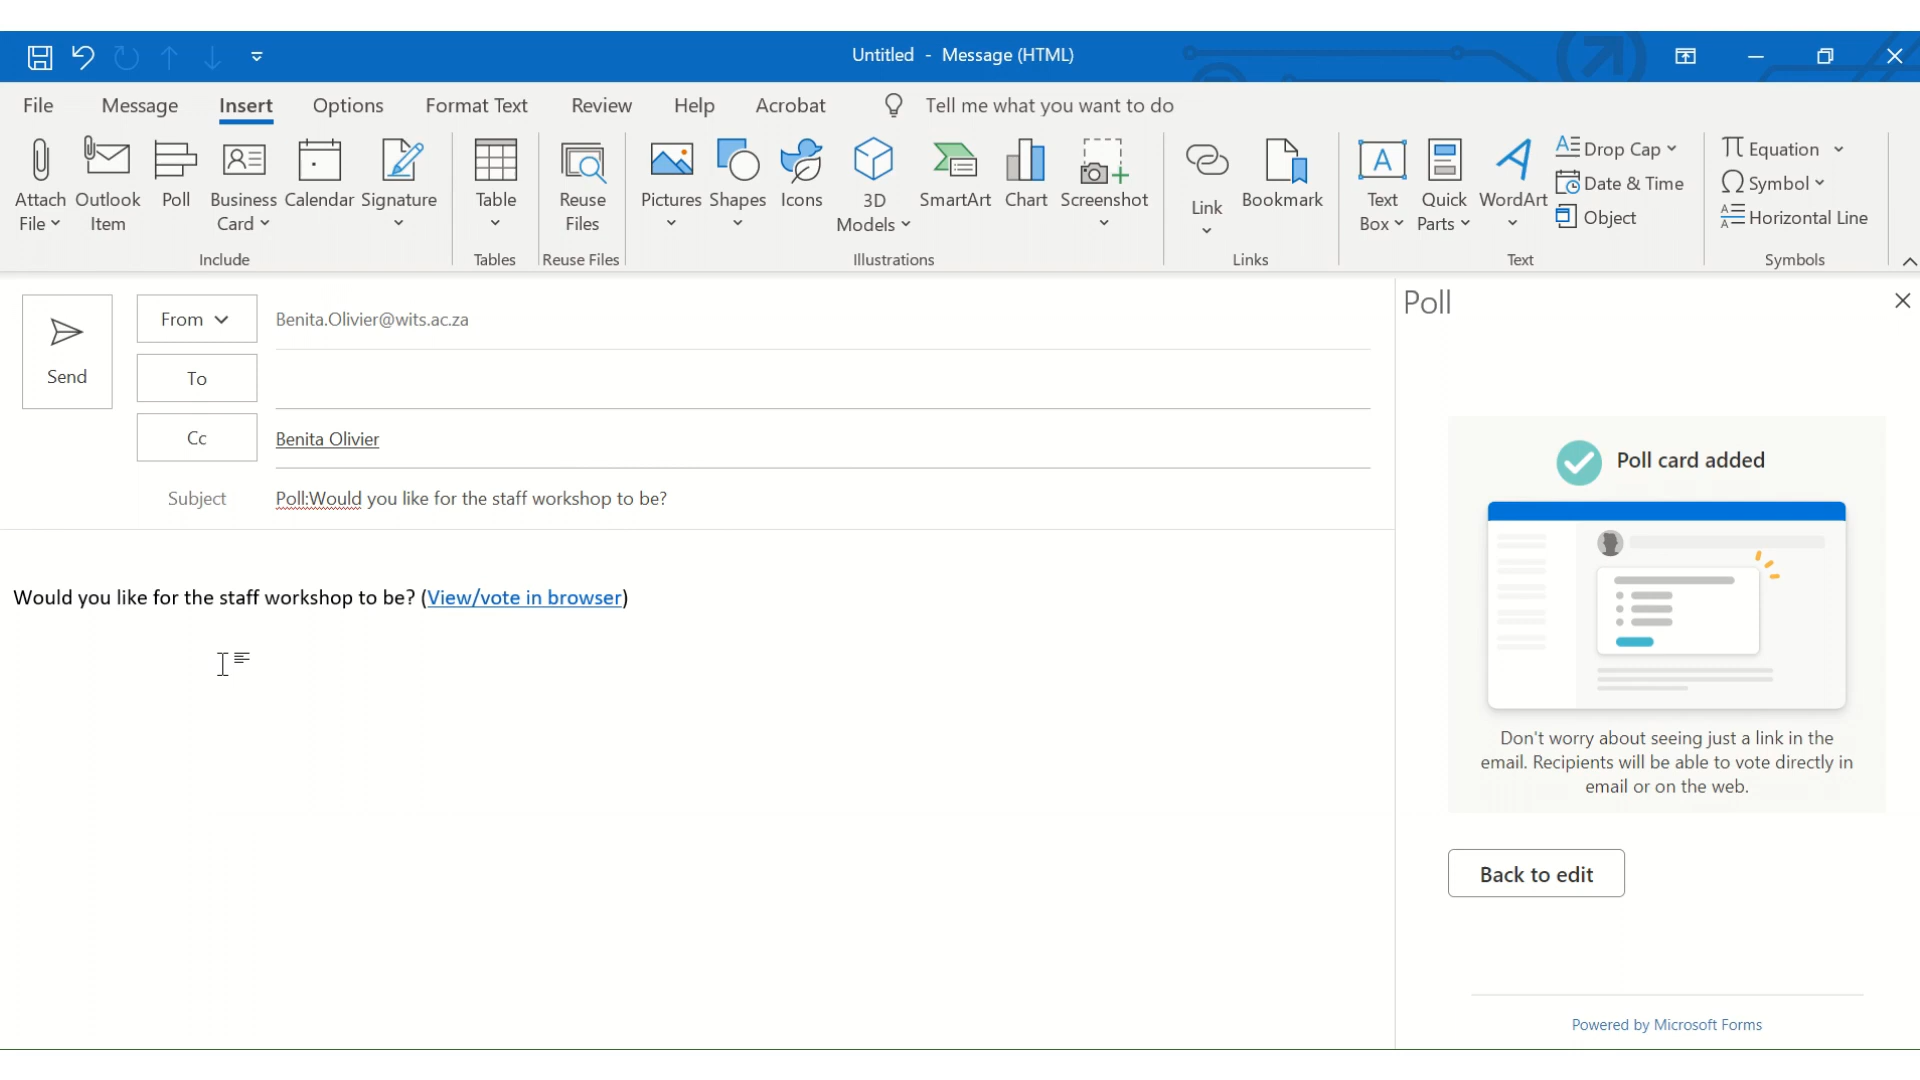 Untitled - Message (HTML)
File Message Insert Options Format Text Review Help Acrobat Tell me what you want to do
Attach File
Outlook Item
Poll
Business Card
Calendar
Signature
Include
Table
Tables
Reuse Files
Reuse Files
Pictures
Shapes
Icons
3D Models
SmartArt
Chart
Screenshot
Illustrations
Link
Bookmark
Links
Text Box
Quick Parts
WordArt
Drop Cap
Date & Time
Object
Text
Equation
Symbol
Horizontal Line
Symbols
Send
From Benita.Olivier@wits.ac.za
To
Cc Benita Olivier
Subject Poll:Would you like for the staff workshop to be?
Would you like for the staff workshop to be? (View/vote in browser)
Poll
Poll card added
Don't worry about seeing just a link in the
email. Recipients will be able to vote directly in
email or on the web.
Back to edit
Powered by Microsoft Forms